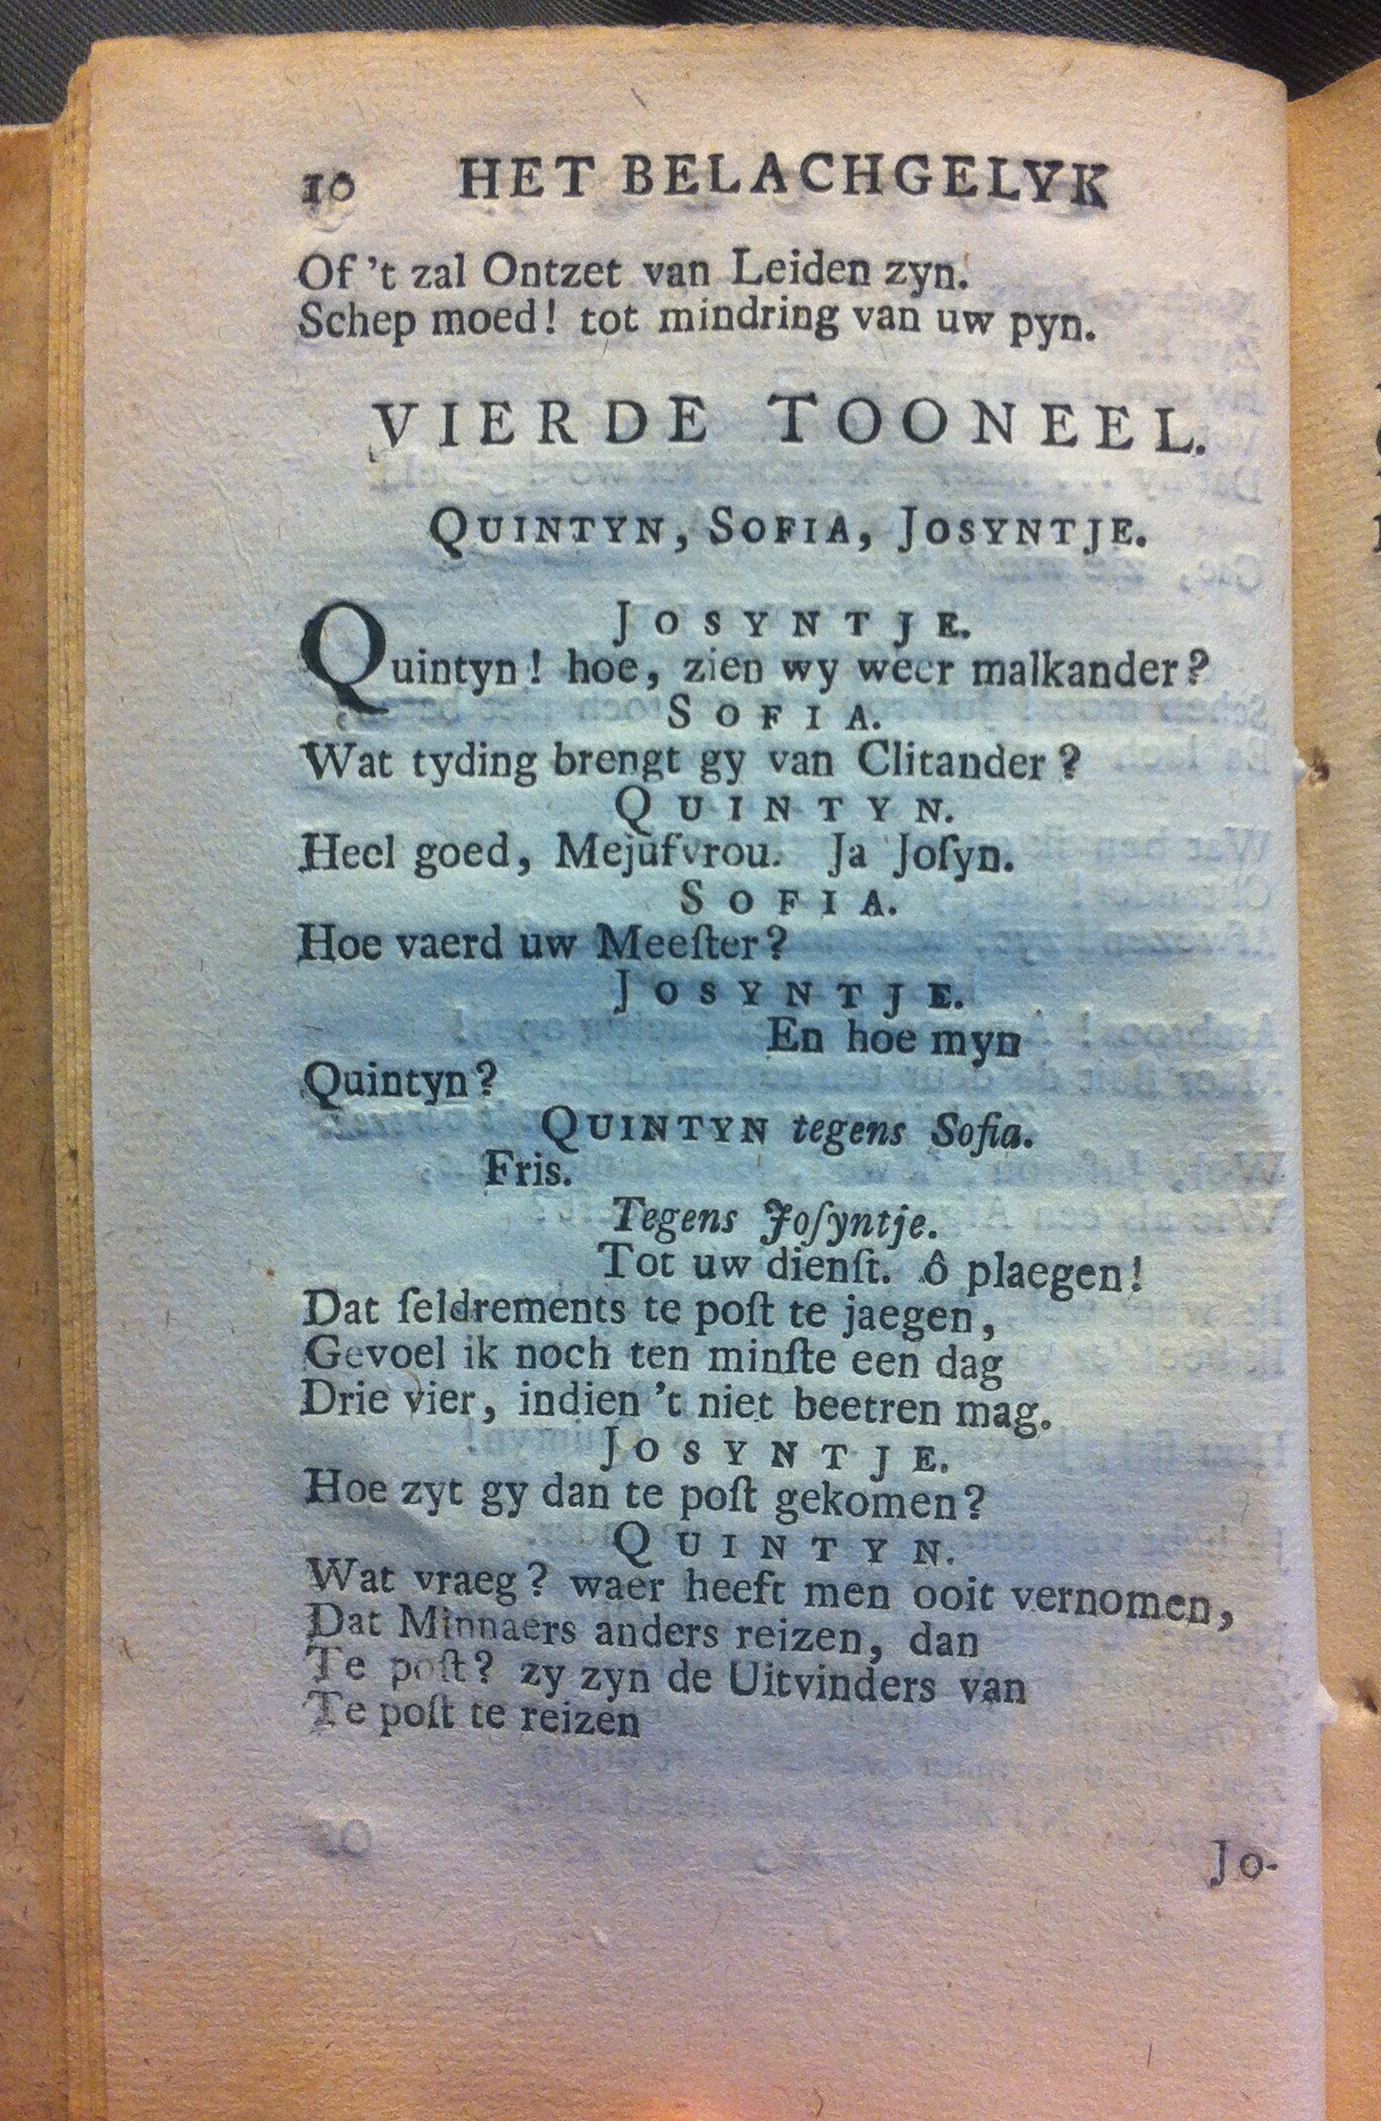 10 HET BELACHGELYK
Of 't zal Ontzet van Leiden zyn.
Schep moed! tot mindring van uw pyn.
VIERDE TOONEEL.
QUINTYN, SOFIA, JOSYNTJE.
JOSYNTJE.
Quintyn! hoe, zien wy weer malkander?
SOFIA.
Wat tyding brengt gy van Clitander?
QUINTYN.
Heel goed, Mejufvrou. Ja Joſyn.
SOFIA.
Hoe vaerd uw Meeſter?
JOSYNTJE.
En hoe myn
Quintyn?
QUINTYN tegens Sofia.
Fris.
Tegens Joſyntje.
Tot uw dienſt. ô plaegen!
Dat ſeldrements te poſt te jaegen,
Gevoel ik noch ten minſte een dag
Drie vier, indien 't niet beetren mag.
JOSYNTJE.
Hoe zyt gy dan te poſt gekomen?
QUINTYN.
Wat vraeg? waer heeft men ooit vernomen,
Dat Minnaers anders reizen, dan
Te poſt? zy zyn de Uitvinders van
Te poſt te reizen
Jo-